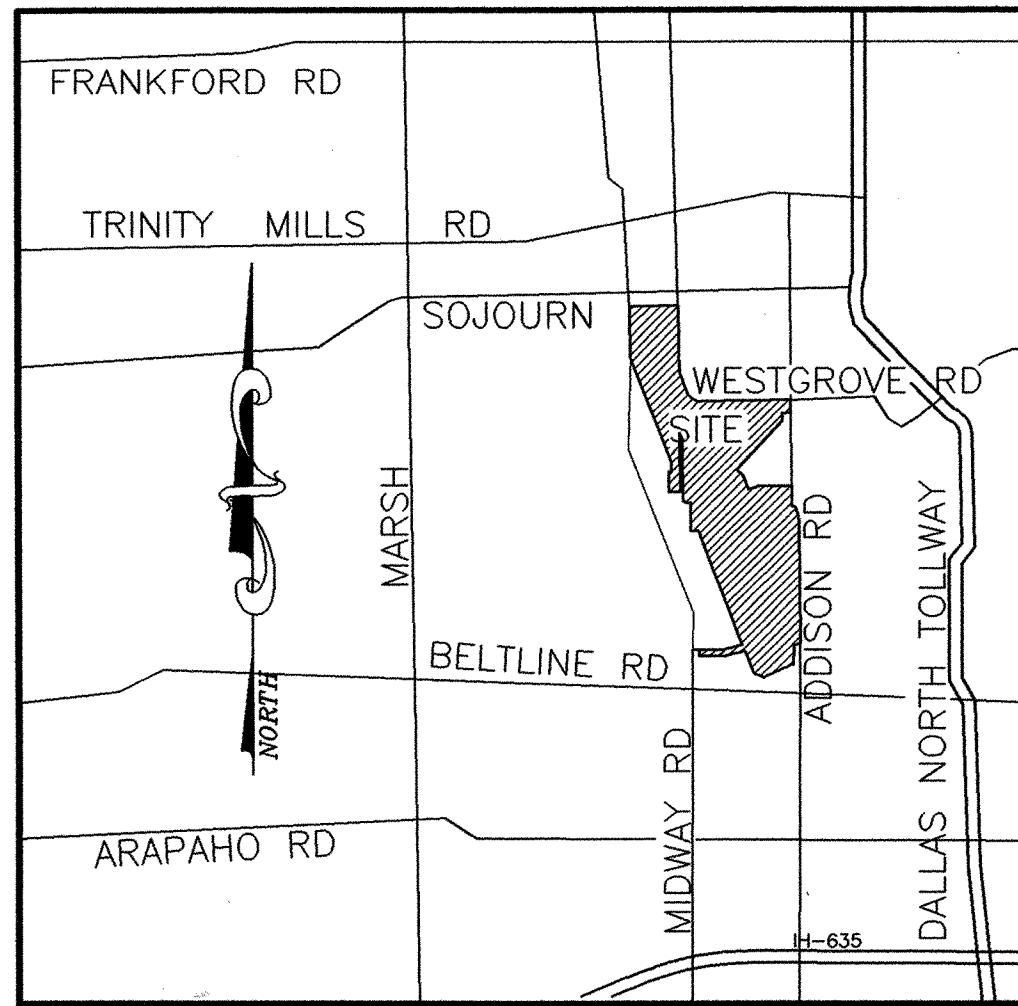 FRANKFORD RD
TRINITY MILLS RD
SOJOURN
WESTGROVE RD
SITE
MARSH
ADDISON RD
DALLAS NORTH TOLLWAY
BELTLINE RD
NORTH
MIDWAY RD
ARAPAHO RD
IH-635